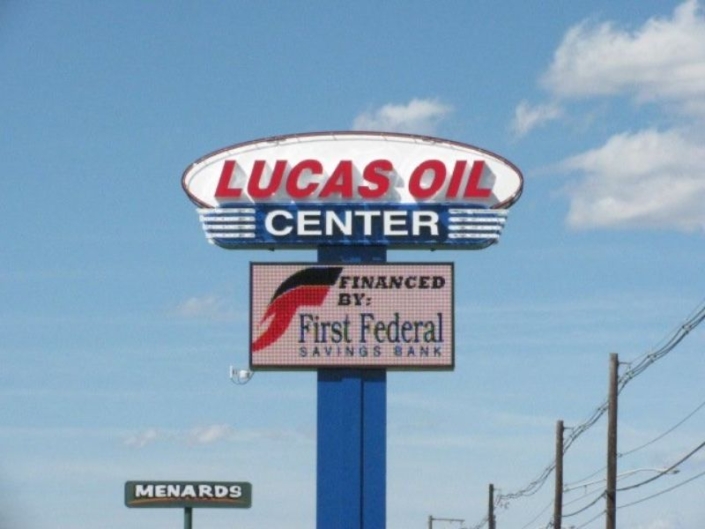 LUCAS OIL
CENTER
FINANCED
BY:
First Federal
SAVINGS BANK
MENARDS